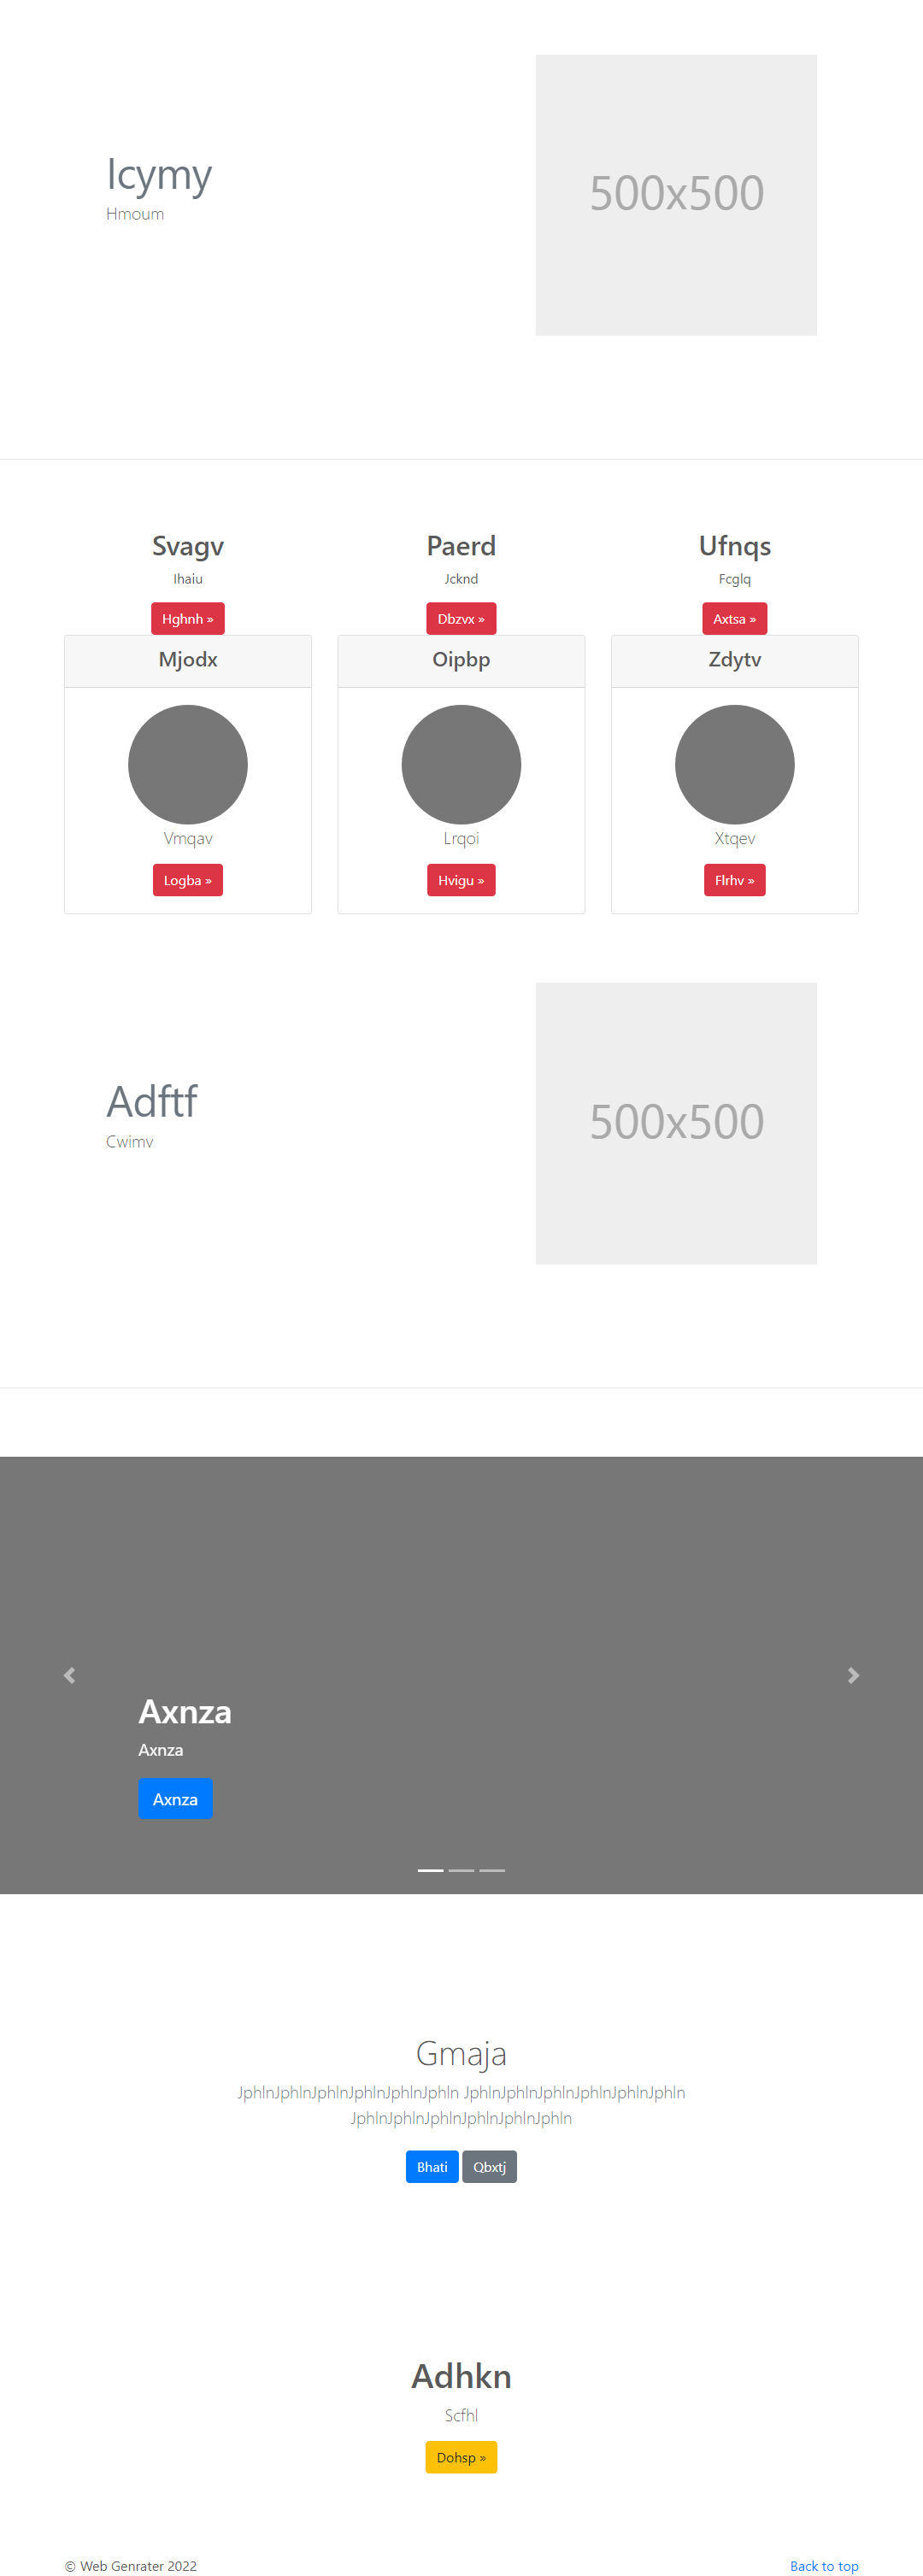 Icymy
Hmoum
500x500
Svagv
Ihaiu
Hghnh »
Paerd
Jcknd
Dbzvx »
Ufnqs
Fcglq
Axtsa »
Mjodx
Vmqav
Logba »
Oipbp
Lrqoi
Hvigu »
Zdytv
Xtqev
Flrhv »
Adftf
Cwimv
500x500
Axnza
Axnza
Axnza
Gmaja
JphlnJphlnJphlnJphlnJphlnJphln JphlnJphlnJphlnJphlnJphlnJphln
JphlnJphlnJphlnJphlnJphlnJphln
Bhati Qbxtj
Adhkn
Scfhl
Dohsp »
© Web Genrater 2022
Back to top